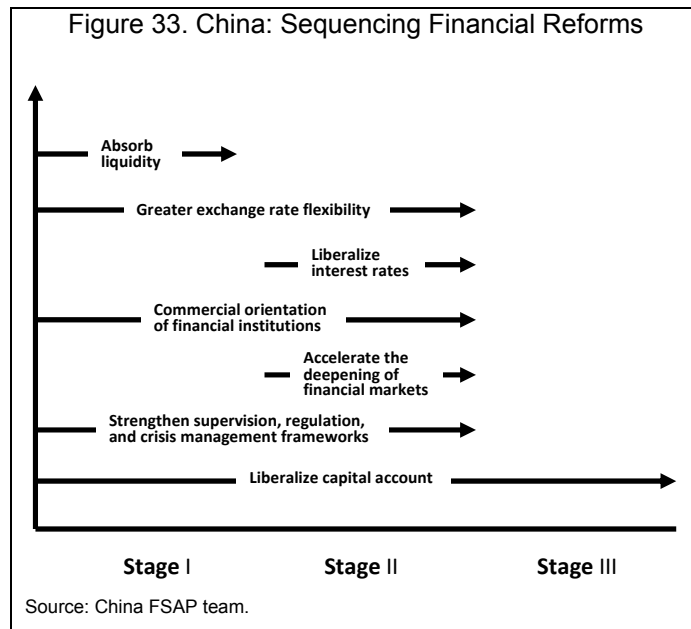 Figure 33. China: Sequencing Financial Reforms
Absorb
liquidity
Greater exchange rate flexibility
Liberalize
interest rates
Commercial orientation
of financial institutions
Accelerate the
deepening of
financial markets
Strengthen supervision, regulation,
and crisis management frameworks
Liberalize capital account
Stage I Stage II Stage III
Source: China FSAP team.